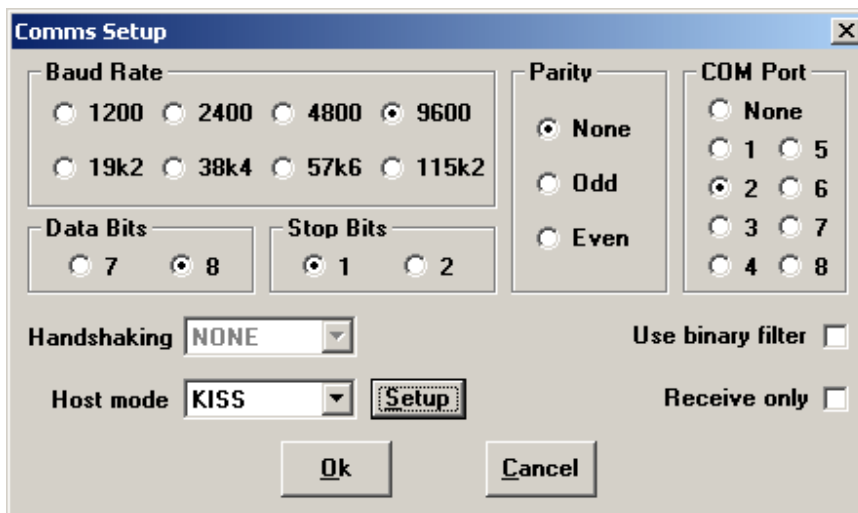 Comms Setup
Baud Rate
1200 2400 4800 9600
19k2 38k4 57k6 115k2
Data Bits
7 8
Stop Bits
1 2
Parity
None
Odd
Even
COM Port
None
1 5
2 6
3 7
4 8
Handshaking NONE
Use binary filter
Host mode KISS Setup
Receive only
Ok Cancel